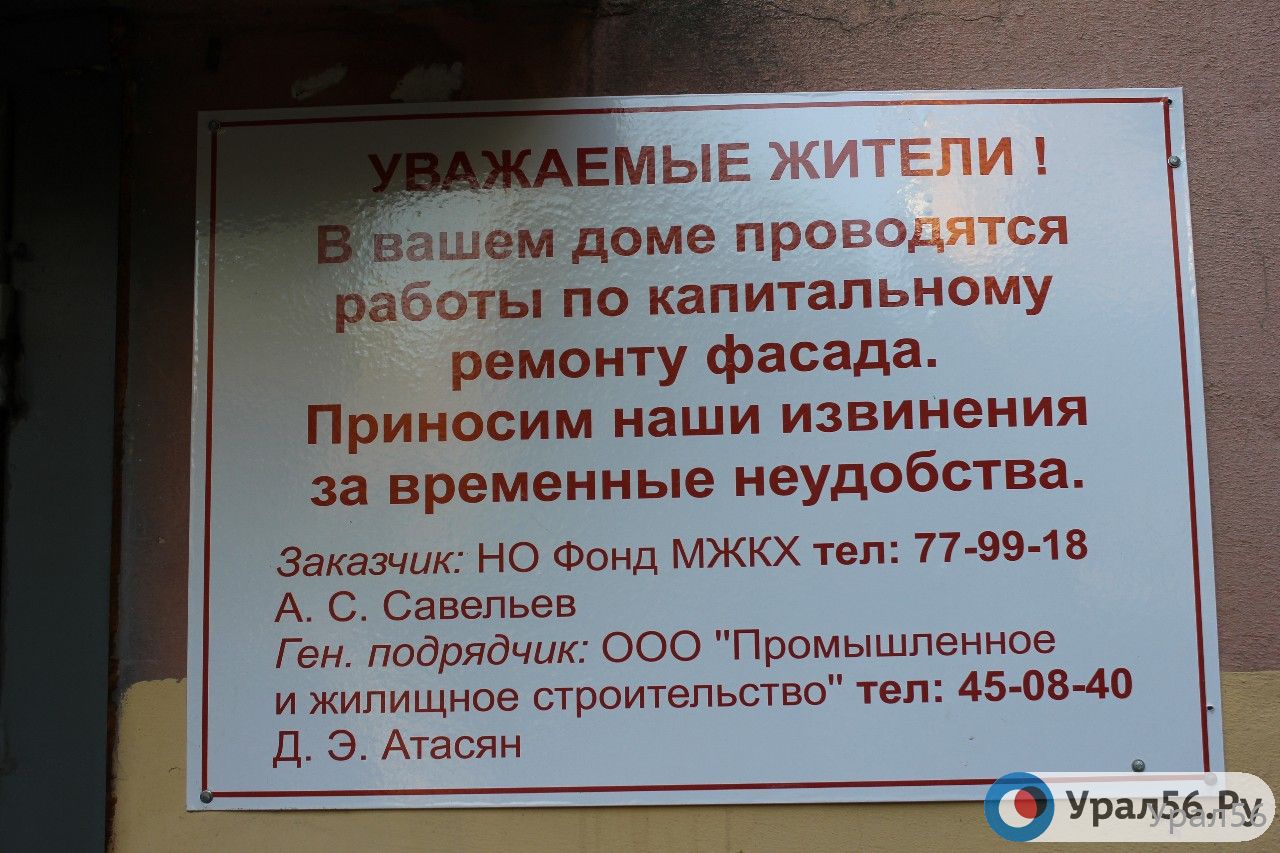 УВАЖАЕМЫЕ ЖИТЕЛИ !
В вашем доме проводятся
работы по капитальному
ремонту фасада.
Приносим наши извинения
за временные неудобства.
Заказчик: НО Фонд МЖКХ тел: 77-99-18
А. С. Савельев
Ген. подрядчик: ООО "Промышленное
и жилищное строительство" тел: 45-08-40
Д. Э. Атасян
Урал56.Ру
Урал56